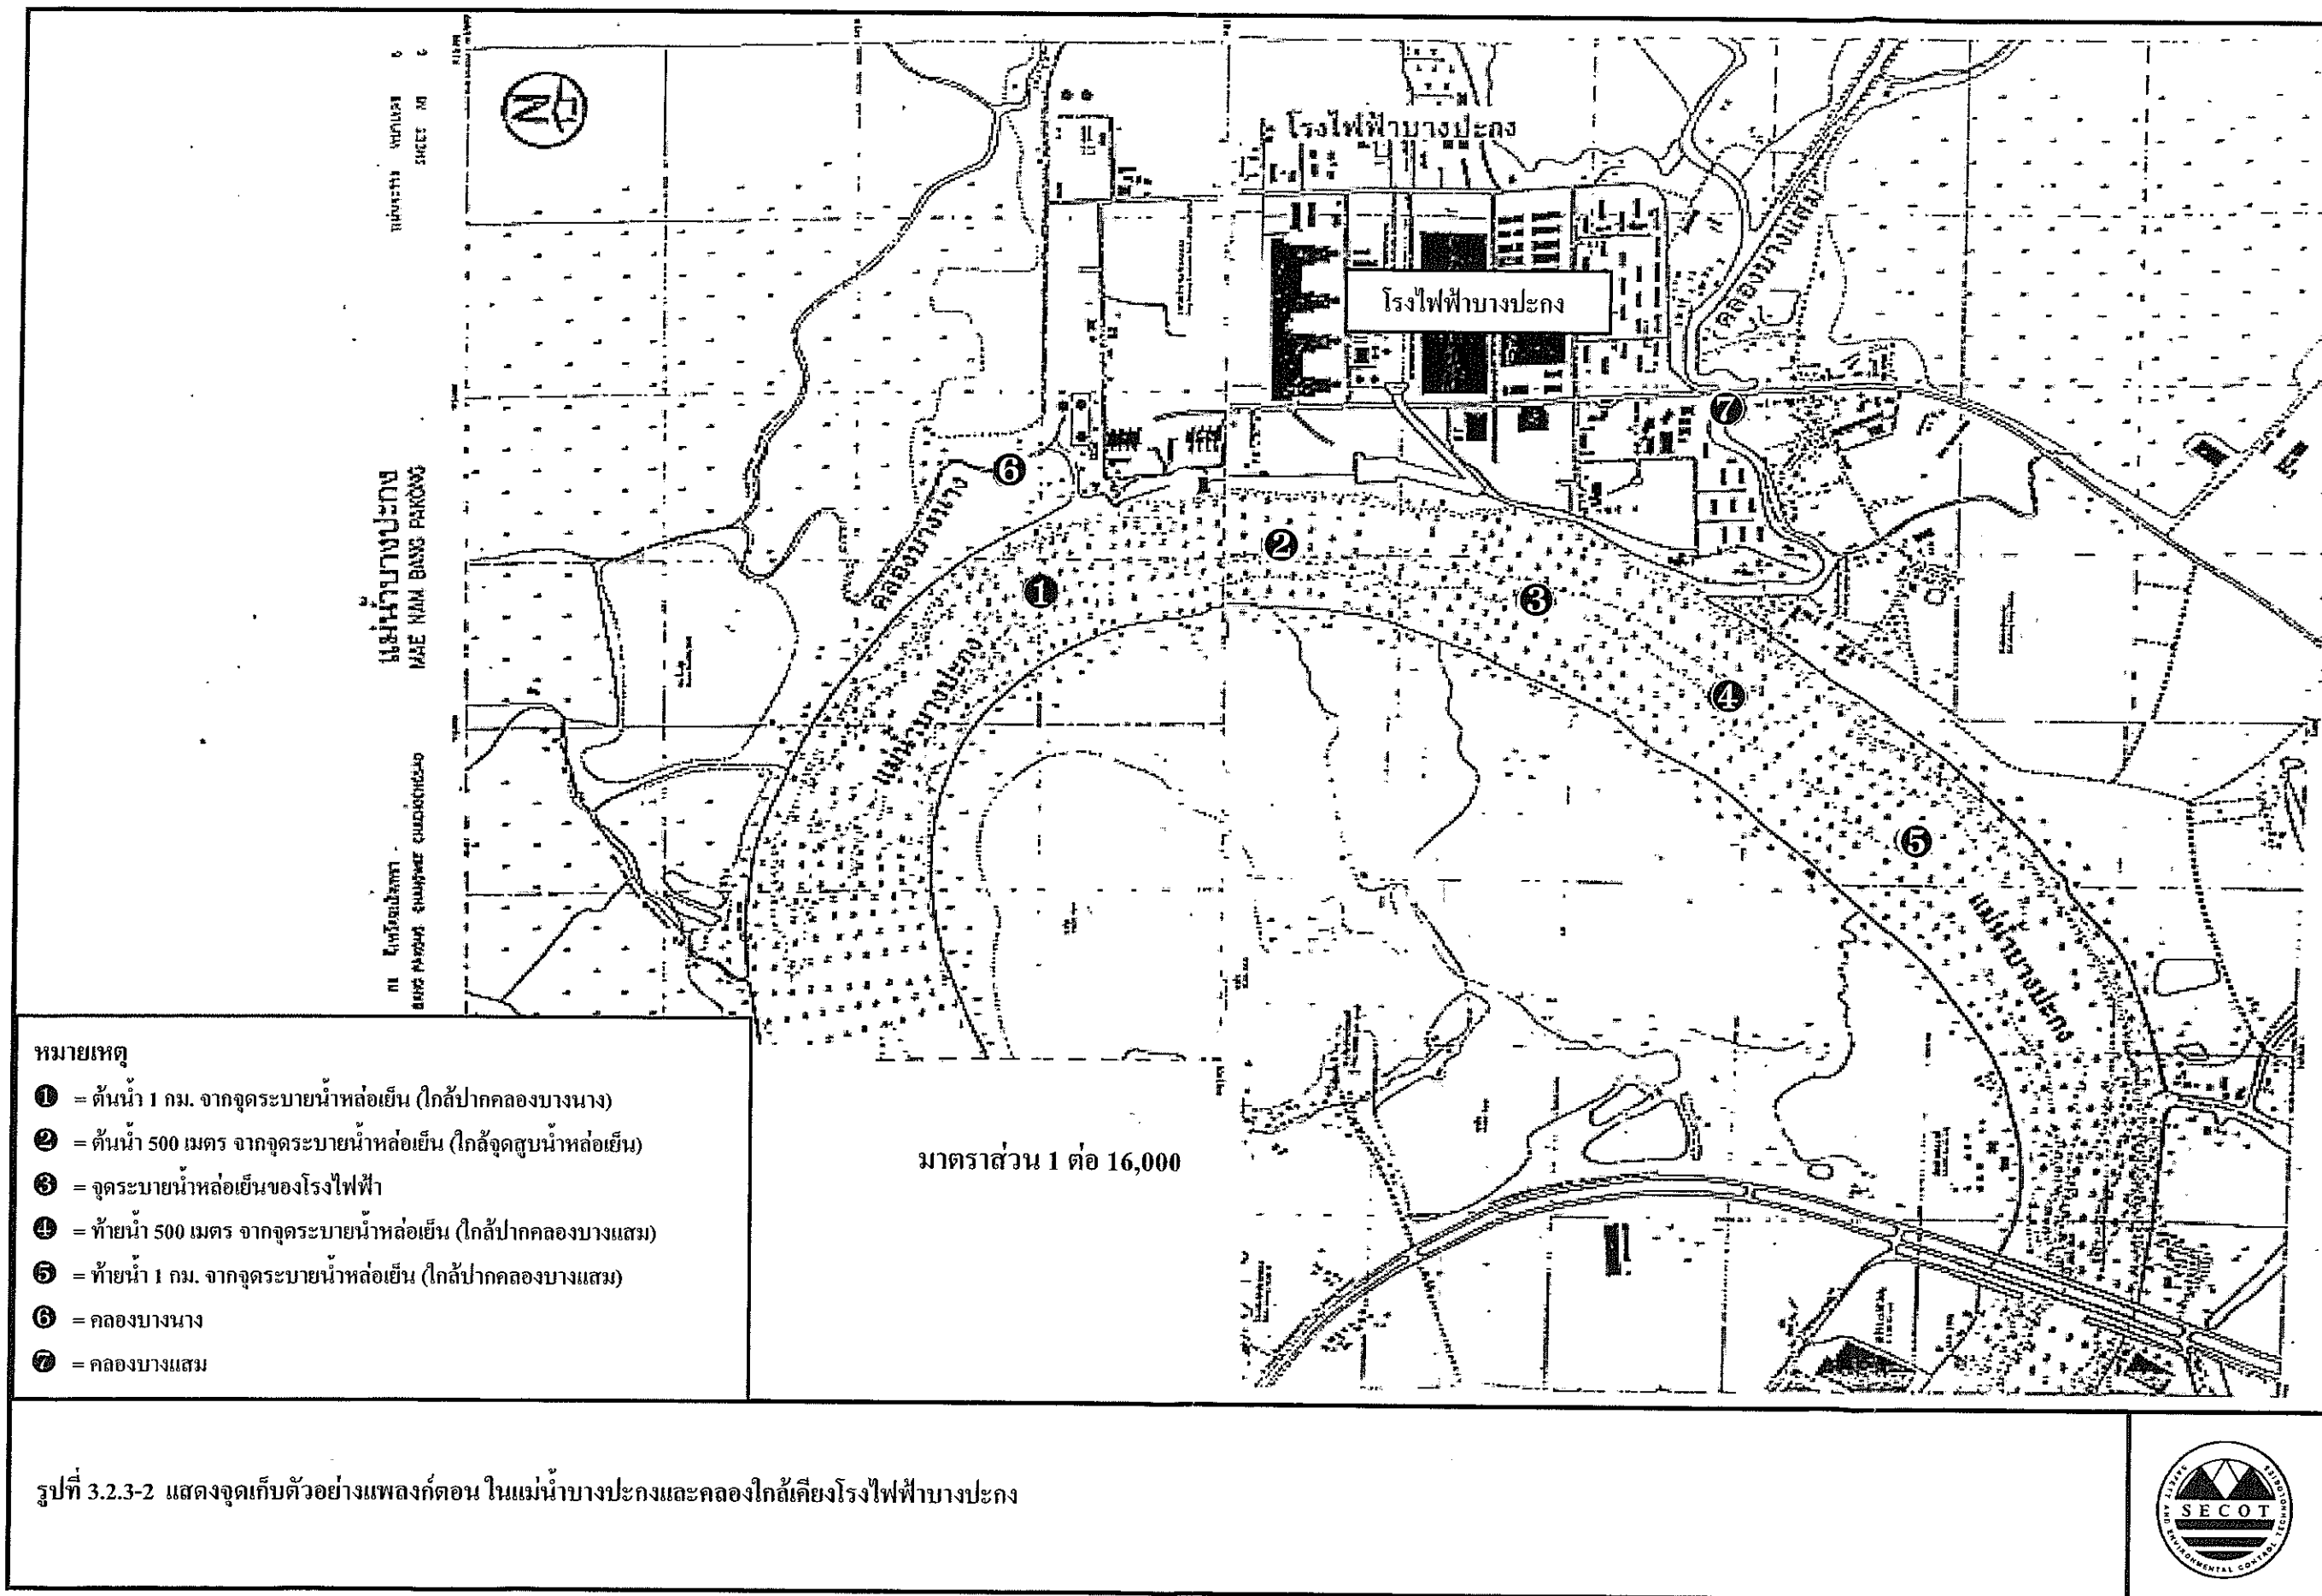 N
SHEET
แม่น้ำบางปะกง
MAE NAM BANG PAKONG
โรงไฟฟ้าบางปะกง
โรงไฟฟ้าบางปะกง
คลองบางแสม
คลองบางนาง
แม่น้ำบางปะกง
แม่น้ำบางปะกง
1
2
3
4
5
6
7
หมายเหตุ
1 = ต้นน้ำ 1 กม. จากจุดระบายน้ำหล่อเย็น (ใกล้ปากคลองบางนาง)
2 = ต้นน้ำ 500 เมตร จากจุดระบายน้ำหล่อเย็น (ใกล้จุดสูบน้ำหล่อเย็น)
3 = จุดระบายน้ำหล่อเย็นของโรงไฟฟ้า
4 = ท้ายน้ำ 500 เมตร จากจุดระบายน้ำหล่อเย็น (ใกล้ปากคลองบางแสม)
5 = ท้ายน้ำ 1 กม. จากจุดระบายน้ำหล่อเย็น (ใกล้ปากคลองบางแสม)
6 = คลองบางนาง
7 = คลองบางแสม
มาตราส่วน 1 ต่อ 16,000
รูปที่ 3.2.3-2 แสดงจุดเก็บตัวอย่างแพลงก์ตอน ในแม่น้ำบางปะกงและคลองใกล้เคียงโรงไฟฟ้าบางปะกง
SECOT
SAFETY AND ENVIRONMENTAL CONTROL TECHNOLOGIES